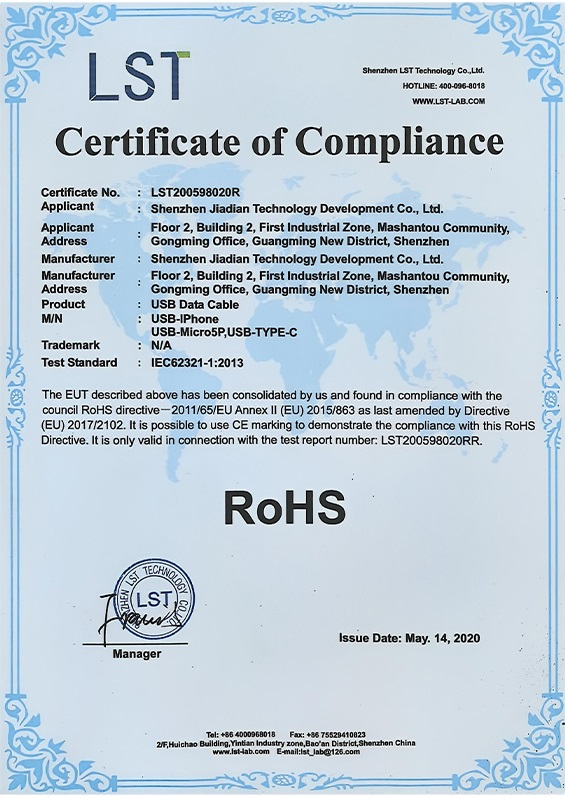 LST
Shenzhen LST Technology Co.,Ltd.
HOTLINE: 400-096-8018
WWW.LST-LAB.COM
Certificate of Compliance
Certificate No. : LST200598020R
Applicant : Shenzhen Jiadian Technology Development Co., Ltd.
Applicant Address : Floor 2, Building 2, First Industrial Zone, Mashantou Community,
Gongming Office, Guangming New District, Shenzhen
Manufacturer : Shenzhen Jiadian Technology Development Co., Ltd.
Manufacturer Address : Floor 2, Building 2, First Industrial Zone, Mashantou Community,
Gongming Office, Guangming New District, Shenzhen
Product : USB Data Cable
M/N : USB-IPhone
USB-Micro5P,USB-TYPE-C
Trademark : N/A
Test Standard : IEC62321-1:2013
The EUT described above has been consolidated by us and found in compliance with the
council RoHS directive—2011/65/EU Annex II (EU) 2015/863 as last amended by Directive
(EU) 2017/2102. It is possible to use CE marking to demonstrate the compliance with this RoHS
Directive. It is only valid in connection with the test report number: LST200598020RR.
RoHS
LST TECHNOLOGY CO.,LTD
LST
Manager
Issue Date: May. 14, 2020
Tel: +86 4000968018 Fax: +86 75529410823
2/F,Huichao Building,Yintian Industry zone,Bao'an District,Shenzhen China
www.lst-lab.com E-mail:lst_lab@126.com